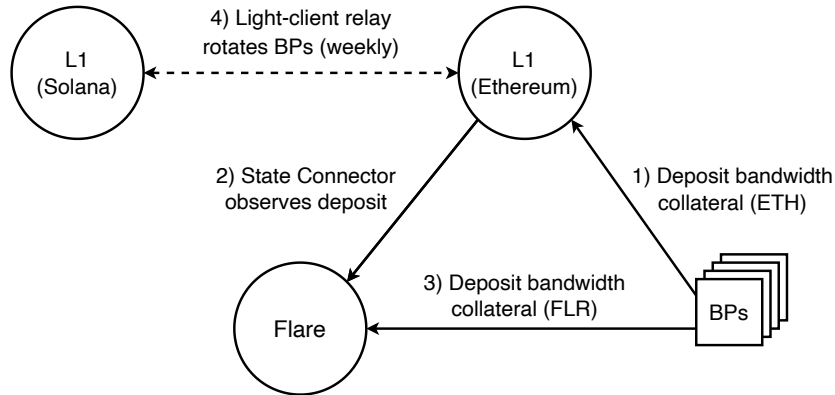 4) Light-client relay
rotates BPs (weekly)
L1
(Solana)
L1
(Ethereum)
2) State Connector
observes deposit
1) Deposit bandwidth
collateral (ETH)
3) Deposit bandwidth
collateral (FLR)
Flare
BPs